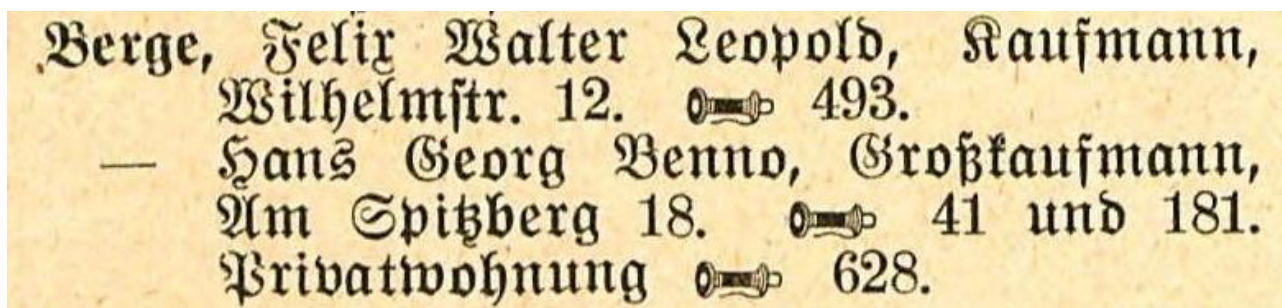 Berge, Felix Walter Leopold, Kaufmann,
Wilhelmstr. 12. 493.
— Hans Georg Benno, Großkaufmann,
Am Spitzberg 18. 41 und 181.
Privatwohnung 628.